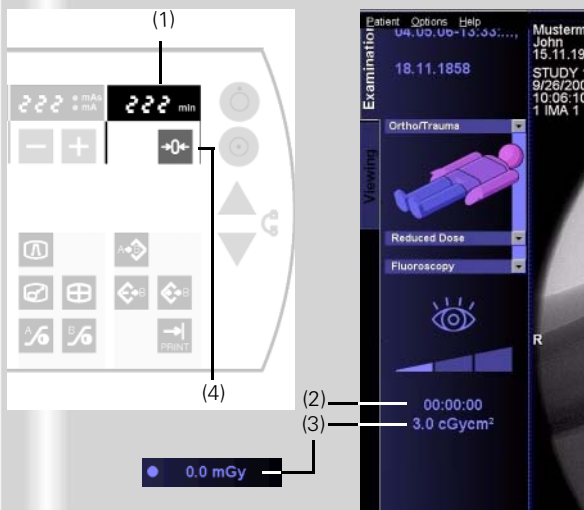 (1)
222 mAs
mA
222 min
→0←
A B
B
B
A
B
PRINT
(4)
Patient Options Help
Examination
04.05.06-13:33:...,
18.11.1858
Ortho/Trauma
Viewing
Reduced Dose
Fluoroscopy
(2)
00:00:00
(3)
3.0 cGycm²
0.0 mGy
Musterm
John
15.11.19
STUDY
9/26/200
10:06:10
1 IMA 1
R